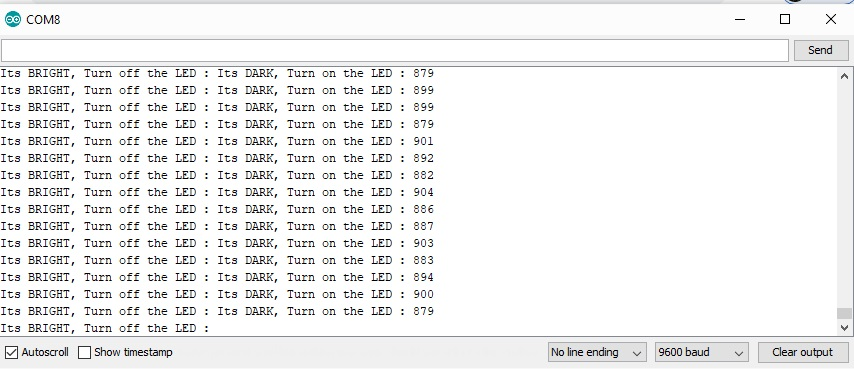 COM8
Send
Its BRIGHT, Turn off the LED : Its DARK, Turn on the LED : 879
Its BRIGHT, Turn off the LED : Its DARK, Turn on the LED : 899
Its BRIGHT, Turn off the LED : Its DARK, Turn on the LED : 899
Its BRIGHT, Turn off the LED : Its DARK, Turn on the LED : 879
Its BRIGHT, Turn off the LED : Its DARK, Turn on the LED : 901
Its BRIGHT, Turn off the LED : Its DARK, Turn on the LED : 892
Its BRIGHT, Turn off the LED : Its DARK, Turn on the LED : 882
Its BRIGHT, Turn off the LED : Its DARK, Turn on the LED : 904
Its BRIGHT, Turn off the LED : Its DARK, Turn on the LED : 886
Its BRIGHT, Turn off the LED : Its DARK, Turn on the LED : 887
Its BRIGHT, Turn off the LED : Its DARK, Turn on the LED : 903
Its BRIGHT, Turn off the LED : Its DARK, Turn on the LED : 883
Its BRIGHT, Turn off the LED : Its DARK, Turn on the LED : 894
Its BRIGHT, Turn off the LED : Its DARK, Turn on the LED : 900
Its BRIGHT, Turn off the LED : Its DARK, Turn on the LED : 879
Its BRIGHT, Turn off the LED :
Autoscroll Show timestamp No line ending 9600 baud Clear output